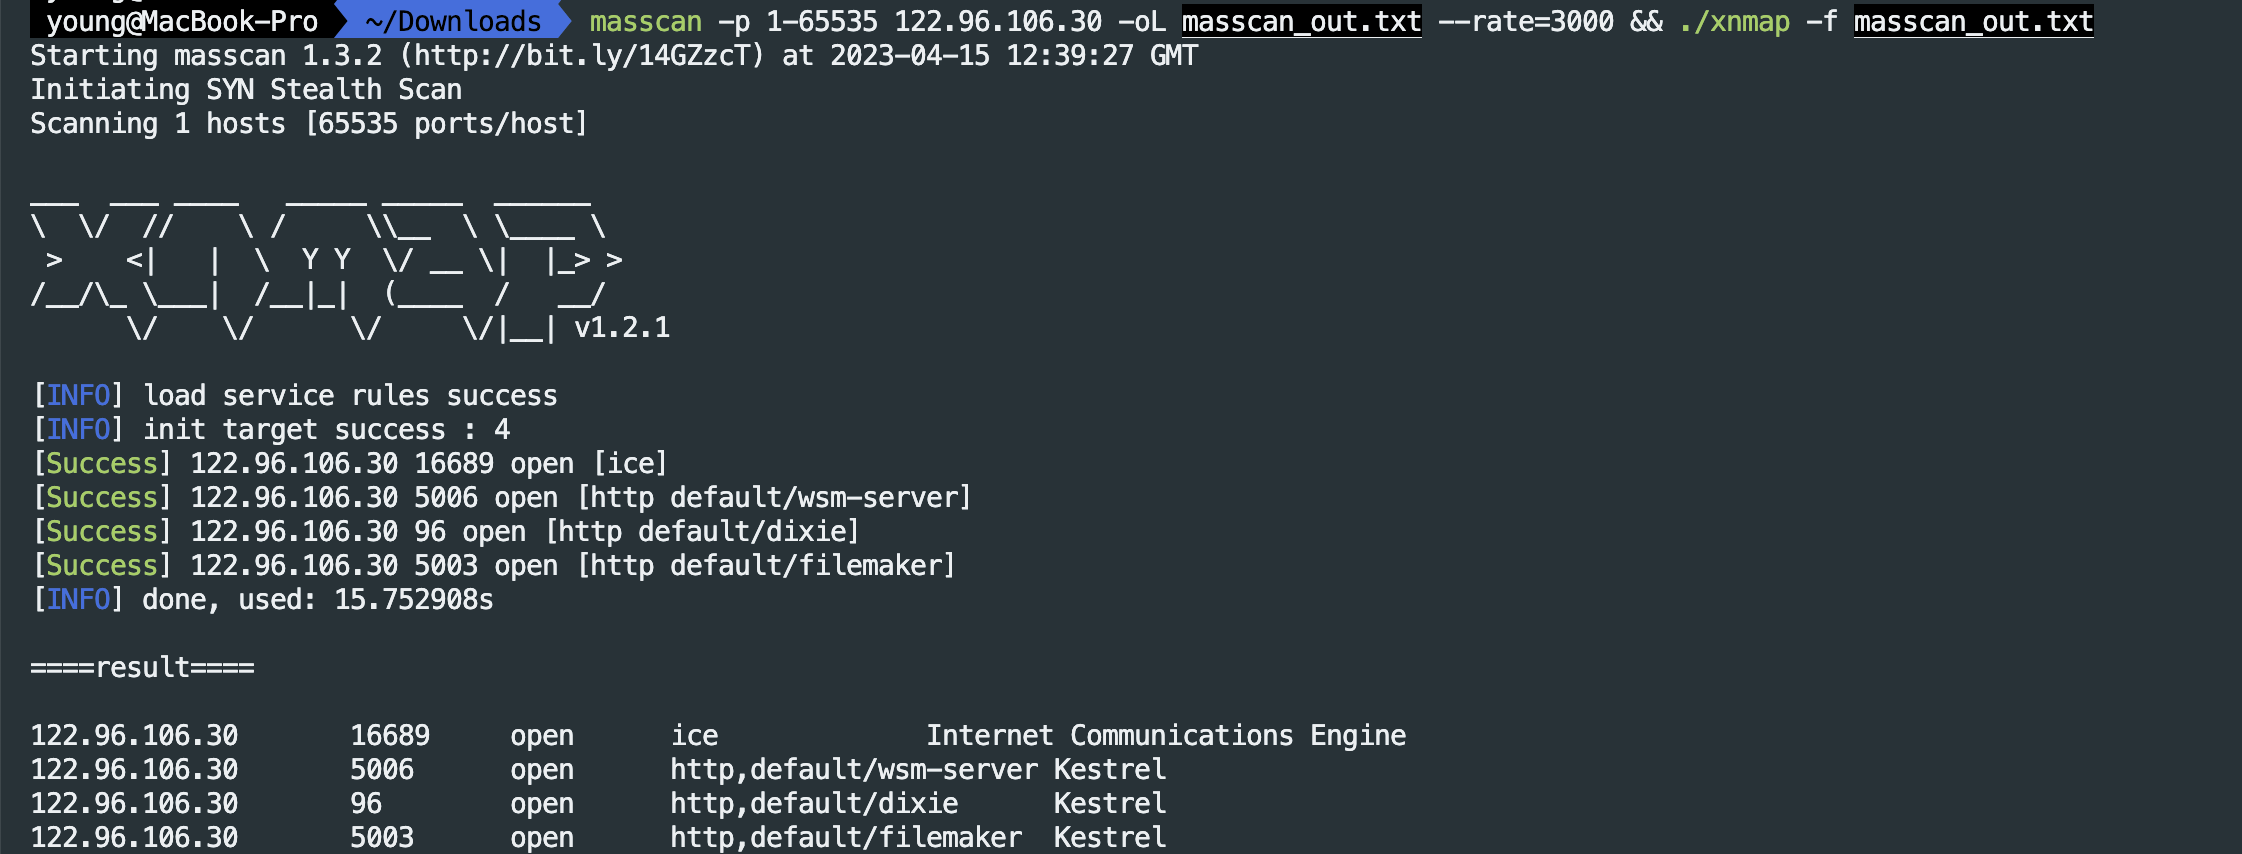 young@MacBook-Pro ~/Downloads masscan -p 1-65535 122.96.106.30 -oL masscan_out.txt --rate=3000 && ./xnmap -f masscan_out.txt
Starting masscan 1.3.2 (http://bit.ly/14GZzcT) at 2023-04-15 12:39:27 GMT
Initiating SYN Stealth Scan
Scanning 1 hosts [65535 ports/host]
___  ___ ____   _____ _____  ______
\  \/  //    \ /     \\__  \ \____ \
 >    <|   |  \  Y Y  \/ __ \|  |_> >
/__/\_ \___|  /__|_|  (____  /   __/
      \/    \/      \/     \/|__| v1.2.1
[INFO] load service rules success
[INFO] init target success : 4
[Success] 122.96.106.30 16689 open [ice]
[Success] 122.96.106.30 5006 open [http default/wsm-server]
[Success] 122.96.106.30 96 open [http default/dixie]
[Success] 122.96.106.30 5003 open [http default/filemaker]
[INFO] done, used: 15.752908s
====result====
122.96.106.30       16689     open      ice             Internet Communications Engine
122.96.106.30       5006      open      http,default/wsm-server Kestrel
122.96.106.30       96        open      http,default/dixie      Kestrel
122.96.106.30       5003      open      http,default/filemaker  Kestrel